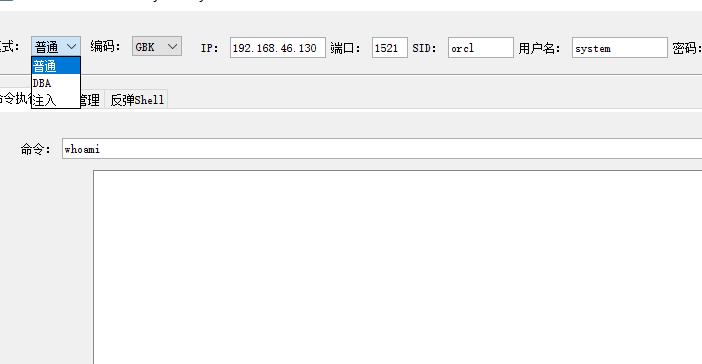 式： 普通 编码： GBK IP： 192.168.46.130 端口： 1521 SID： orcl 用户名： system 密码：
普通
DBA
注入
命令执行 管理 反弹Shell
命令： whoami